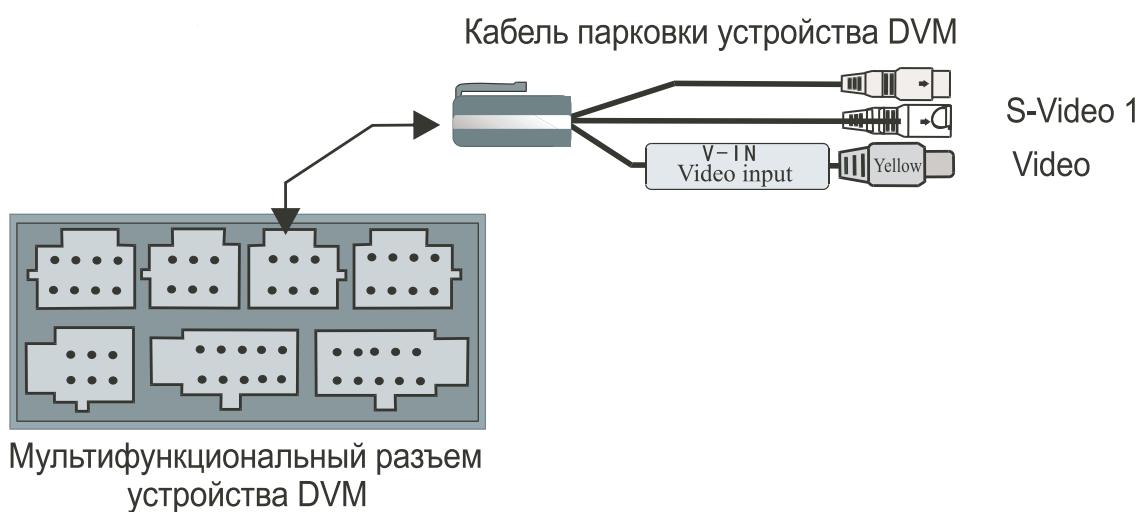 Кабель парковки устройства DVM
S-Video 1
V-IN
Video input
Yellow
Video
Мультифункциональный разъем
устройства DVM